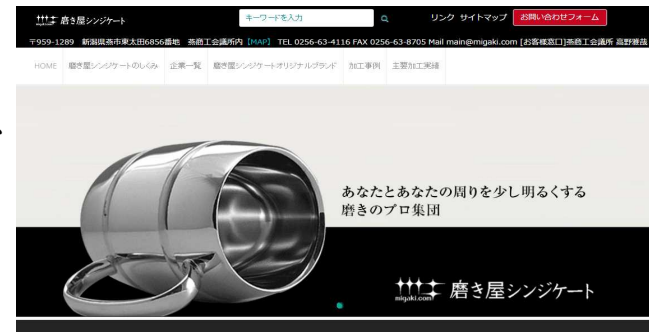 磨き屋シンジケート
キーワードを入力
リンク サイトマップ お問い合わせフォーム
〒959-1289 新潟県燕市東太田6856番地 燕商工会議所内【MAP】 TEL 0256-63-4116 FAX 0256-63-8705 Mail main@migaki.com [お客様窓口]燕商工会議所 高野雅哉
HOME 磨き屋シンジケートのしくみ 企業一覧 磨き屋シンジケートオリジナルブランド 加工事例 主要加工実績
あなたとあなたの周りを少し明るくする
磨きのプロ集団
migaki.com 磨き屋シンジケート